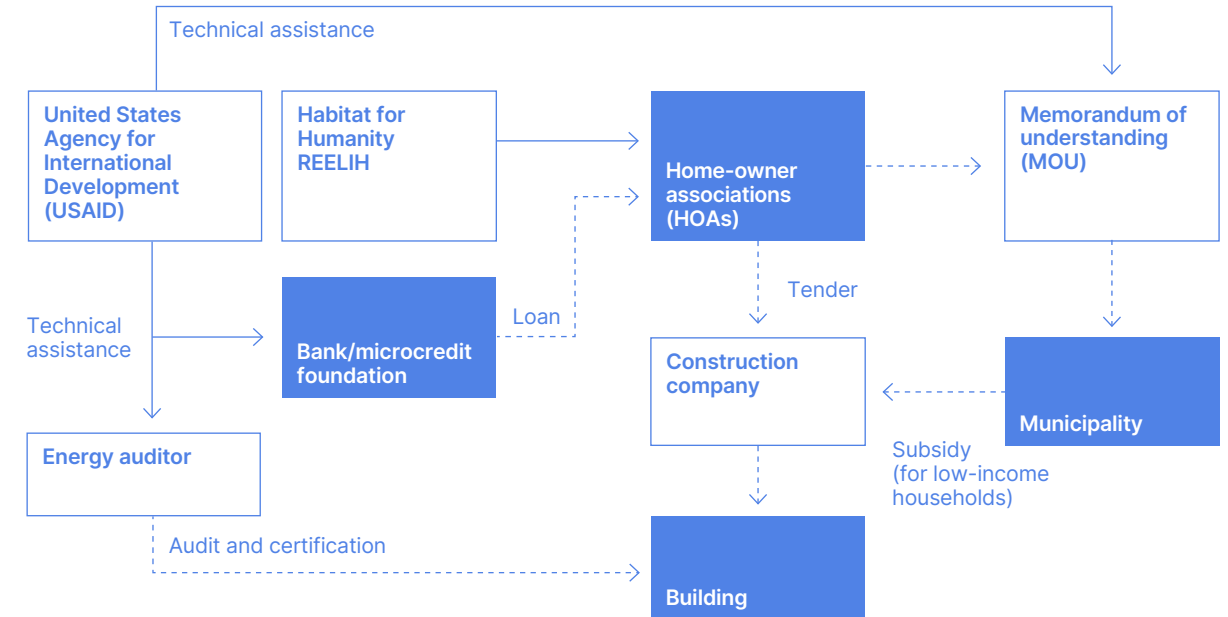 Technical assistance
United States
Agency for
International
Development
(USAID)
Habitat for
Humanity
REELIH
Home-owner
associations
(HOAs)
Memorandum of
understanding
(MOU)
Technical
assistance
Bank/microcredit
foundation
Loan
Tender
Construction
company
Municipality
Subsidy
(for low-income
households)
Energy auditor
Audit and certification
Building